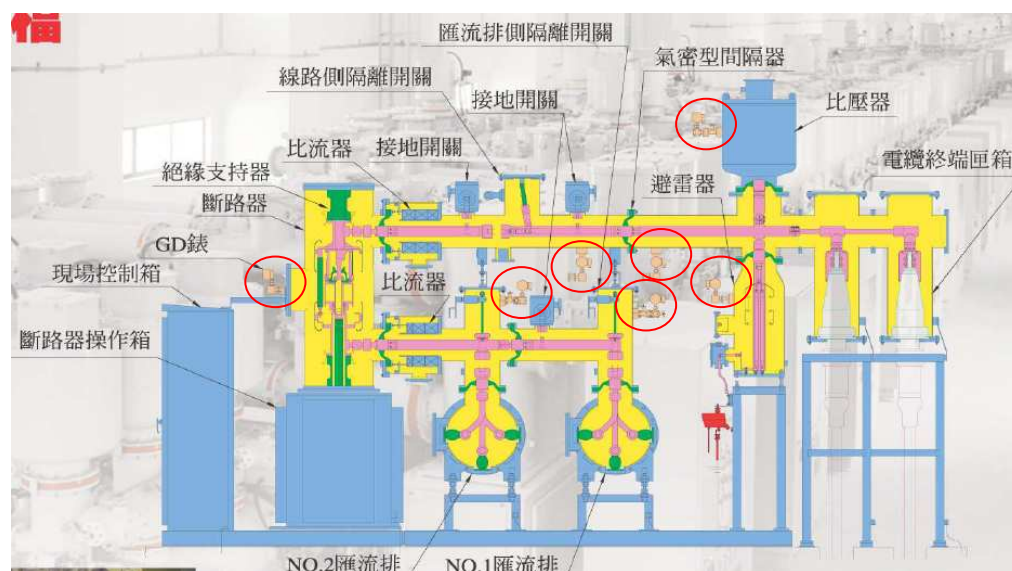 福
匯流排側隔離開關
氣密型間隔器
線路側隔離開關
接地開關
比壓器
比流器
接地開關
電纜終端匣箱
絕緣支持器
避雷器
斷路器
GD錶
現場控制箱
比流器
斷路器操作箱
NO.2匯流排
NO.1匯流排